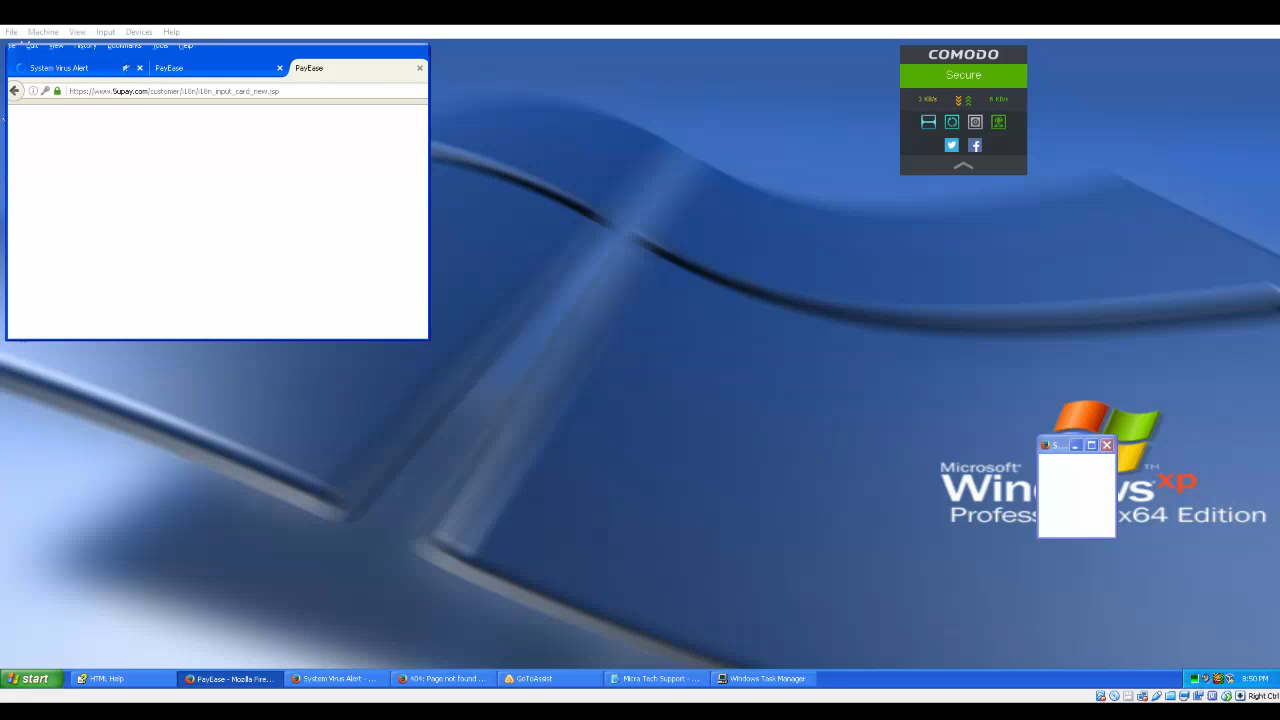 File Machine View Input Devices Help
Edit View History Bookmarks Tools Help
System Virus Alert PayEase PayEase
https://www.5upay.com/customer/i18n/i18n_input_card_new.jsp
COMODO
Secure
3 KB/s 6 KB/s
S...
Microsoft
Windows xp
Professional x64 Edition
TM
start HTML Help PayEase - Mozilla Fire... System Virus Alert - ... 404: Page not found ... GoToAssist Micra Tech Support - ... Windows Task Manager 8:50 PM
Right Ctrl